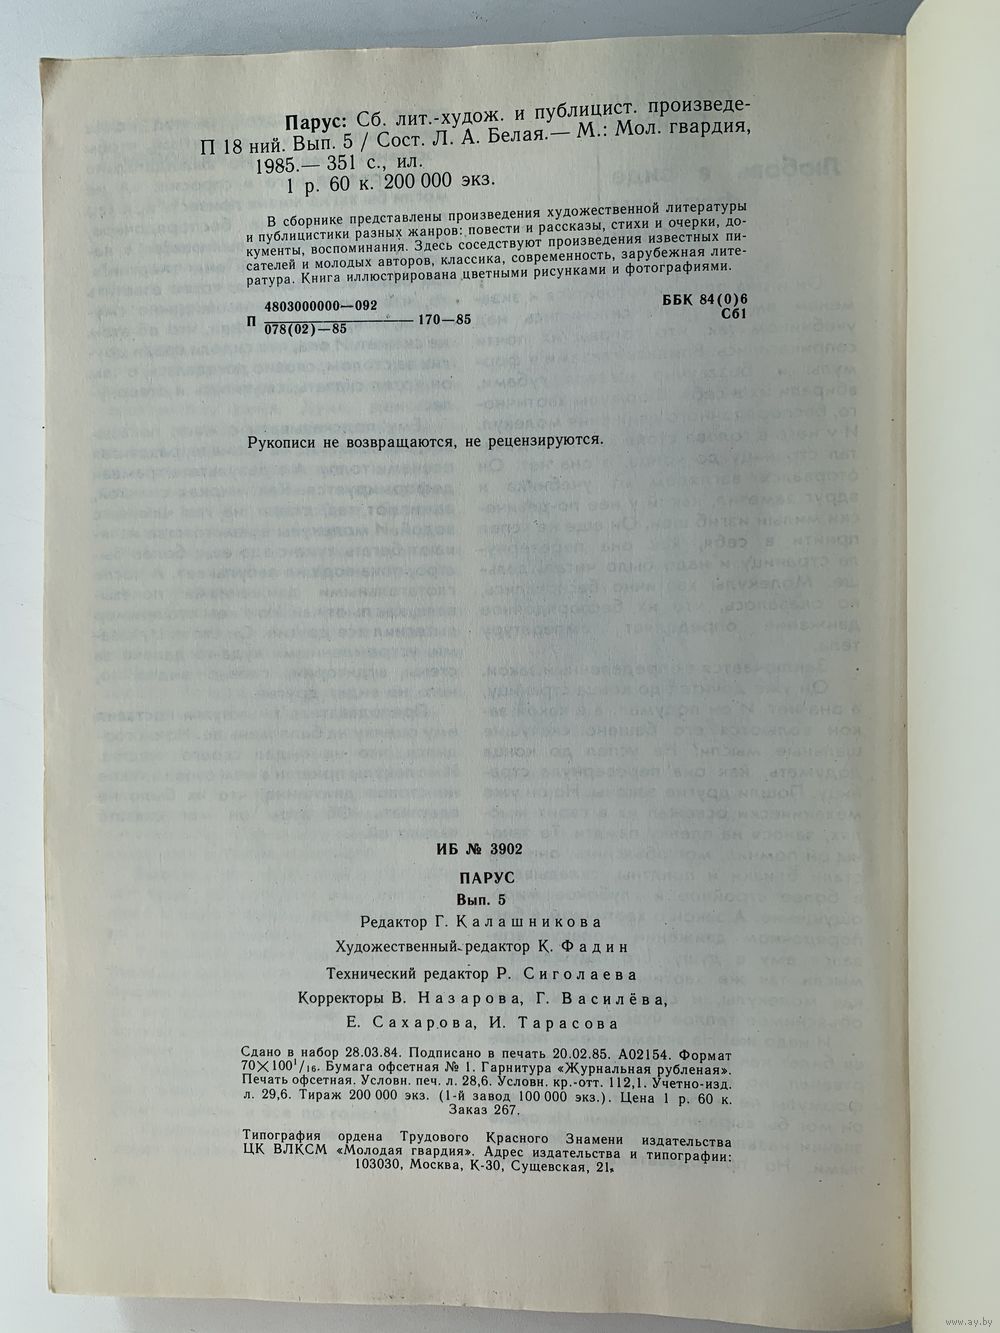 Парус: Сб. лит.-худож. и публицист. произведе-
П 18 ний. Вып. 5 / Сост. Л. А. Белая.— М.: Мол. гвардия,
1985.— 351 с., ил.
1 р. 60 к. 200 000 экз.
В сборнике представлены произведения художественной литературы
и публицистики разных жанров: повести и рассказы, стихи и очерки, до-
кументы, воспоминания. Здесь соседствуют произведения известных пи-
сателей и молодых авторов, классика, современность, зарубежная лите-
ратура. Книга иллюстрирована цветными рисунками и фотографиями.
П 4803000000—092
078(02)—85 170—85
ББК 84(0)6
Сб1
Рукописи не возвращаются, не рецензируются.
ИБ № 3902
ПАРУС
Вып. 5
Редактор Г. Калашникова
Художественный редактор К. Фадин
Технический редактор Р. Сиголаева
Корректоры В. Назарова, Г. Василёва,
Е. Сахарова, И. Тарасова
Сдано в набор 28.03.84. Подписано в печать 20.02.85. А02154. Формат
70×100¹/₁₆. Бумага офсетная № 1. Гарнитура «Журнальная рубленая».
Печать офсетная. Условн. печ. л. 28,6. Условн. кр.-отт. 112,1. Учетно-изд.
л. 29,6. Тираж 200 000 экз. (1-й завод 100 000 экз.). Цена 1 р. 60 к.
Заказ 267.
Типография ордена Трудового Красного Знамени издательства
ЦК ВЛКСМ «Молодая гвардия». Адрес издательства и типографии:
103030, Москва, К-30, Сущевская, 21.
www.ay.by